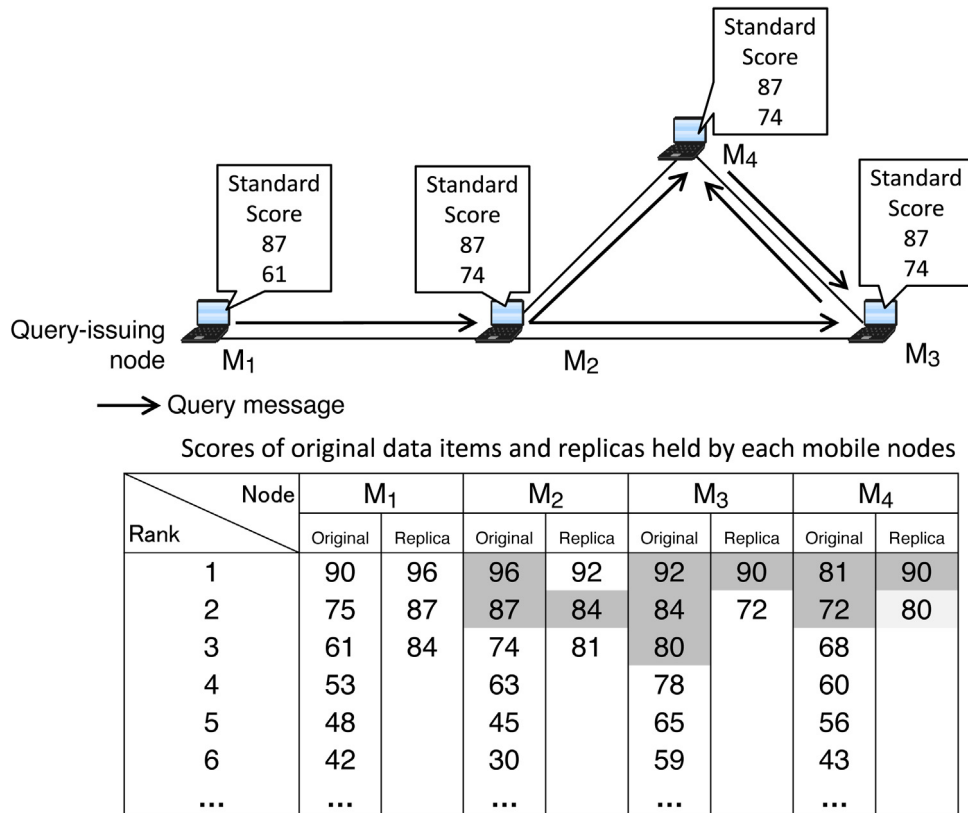 Standard
Score
87
74
M4
Standard
Score
87
61
Standard
Score
87
74
Standard
Score
87
74
Query-issuing
node
M1
M2
M3
Query message
Scores of original data items and replicas held by each mobile nodes
Node M1 M2 M3 M4
Rank Original Replica Original Replica Original Replica Original Replica
1 90 96 96 92 92 90 81 90
2 75 87 87 84 84 72 72 80
3 61 84 74 81 80 68
4 53 63 78 60
5 48 45 65 56
6 42 30 59 43
... ... ... ... ...